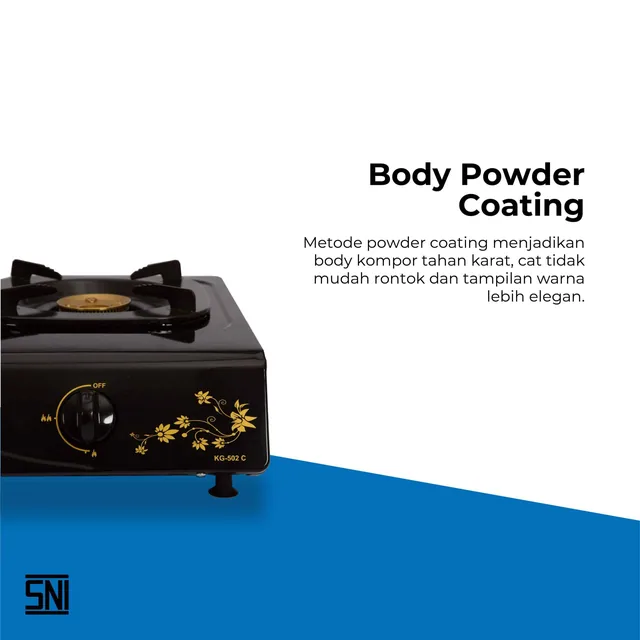 Body Powder
Coating
Metode powder coating menjadikan
body kompor tahan karat, cat tidak
mudah rontok dan tampilan warna
lebih elegan.
OFF
KG-502 C
SNI